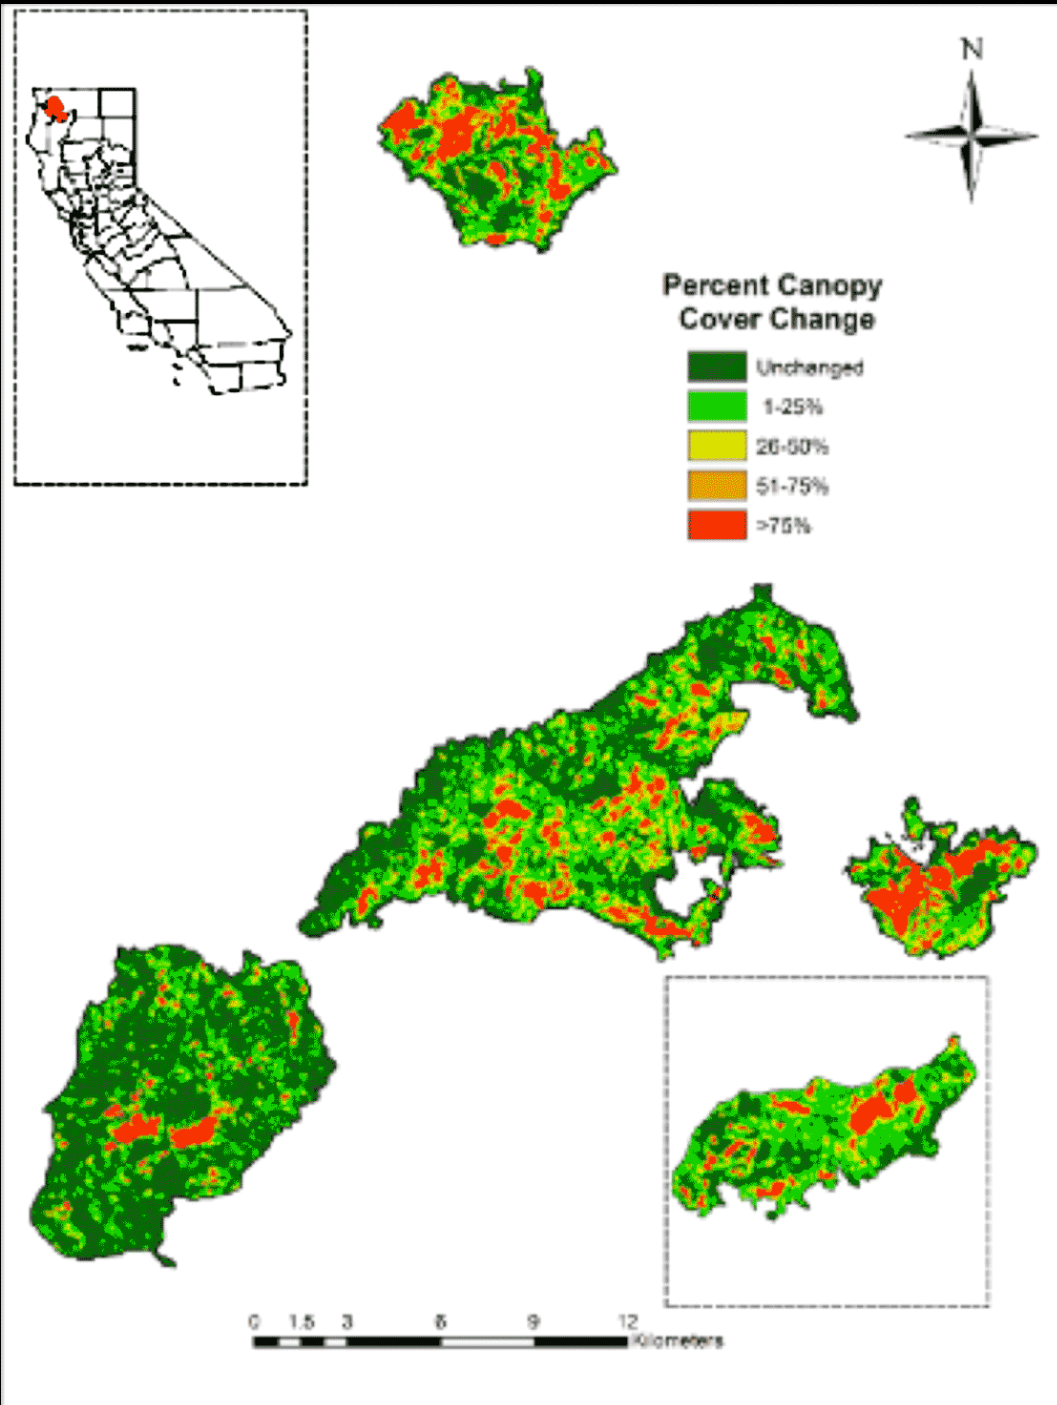 N
Percent Canopy
Cover Change
Unchanged
1-25%
26-50%
51-75%
>75%
0 1.5 3 6 9 12
Kilometers